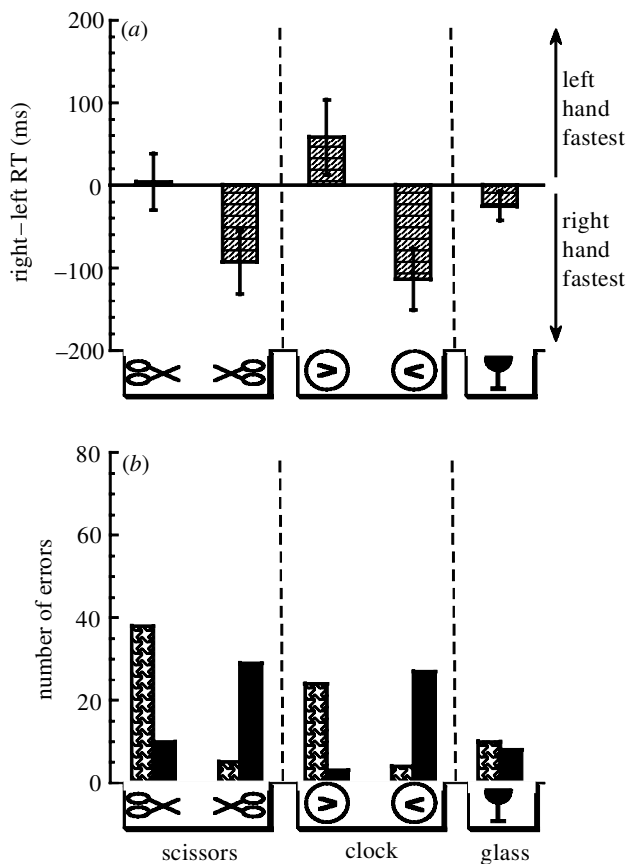 200
(a)
100
0
−100
−200
right−left RT (ms)
left
hand
fastest
right
hand
fastest
>
<
(b)
80
60
40
20
0
number of errors
>
<
scissors
clock
glass